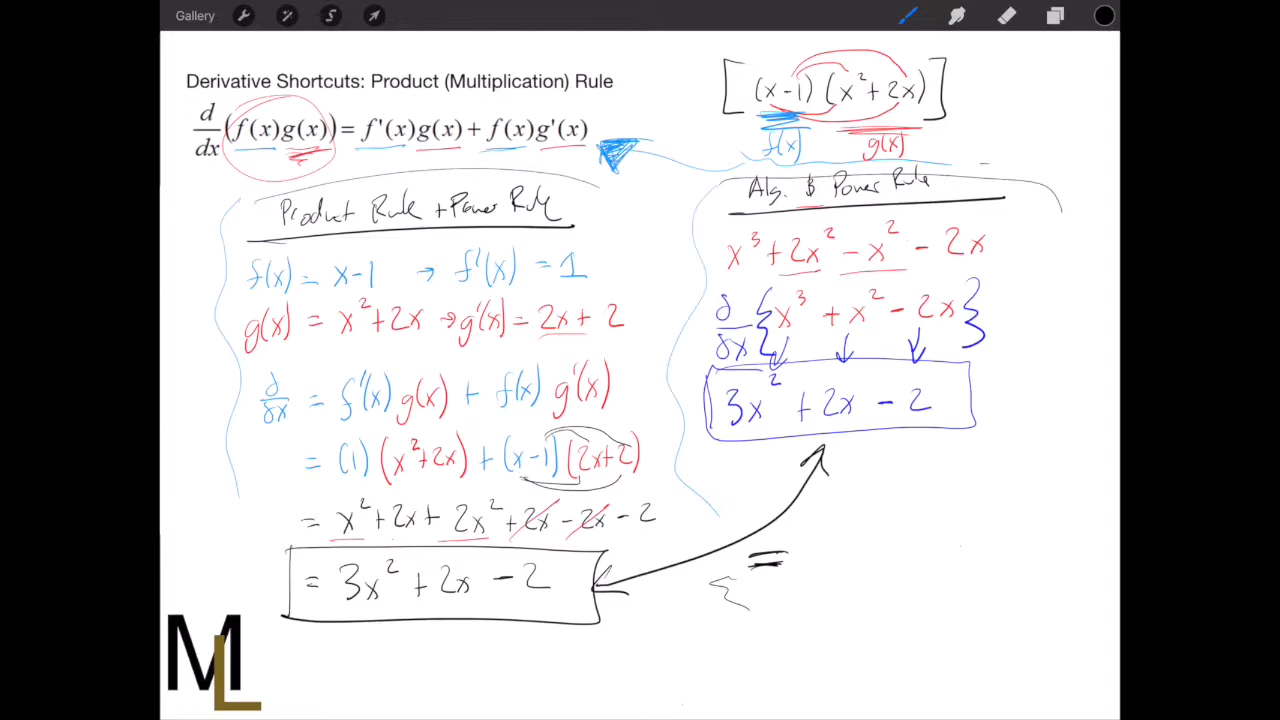 Gallery
Derivative Shortcuts: Product (Multiplication) Rule
d/dx (f(x)g(x)) = f'(x)g(x) + f(x)g'(x)
[(x-1)(x²+2x)]
f(x) g(x)
Product Rule + Power Rule
f(x) = x-1 → f'(x) = 1
g(x) = x²+2x → g'(x) = 2x + 2
∂/∂x = f'(x) g(x) + f(x) g'(x)
= (1)(x²+2x) + (x-1)(2x+2)
= x² + 2x + 2x² + 2x - 2x - 2
= 3x² + 2x - 2
Alg. $ Power Rule
x³ + 2x² - x² - 2x
∂/∂x {x³ + x² - 2x}
3x² + 2x - 2
=
ML